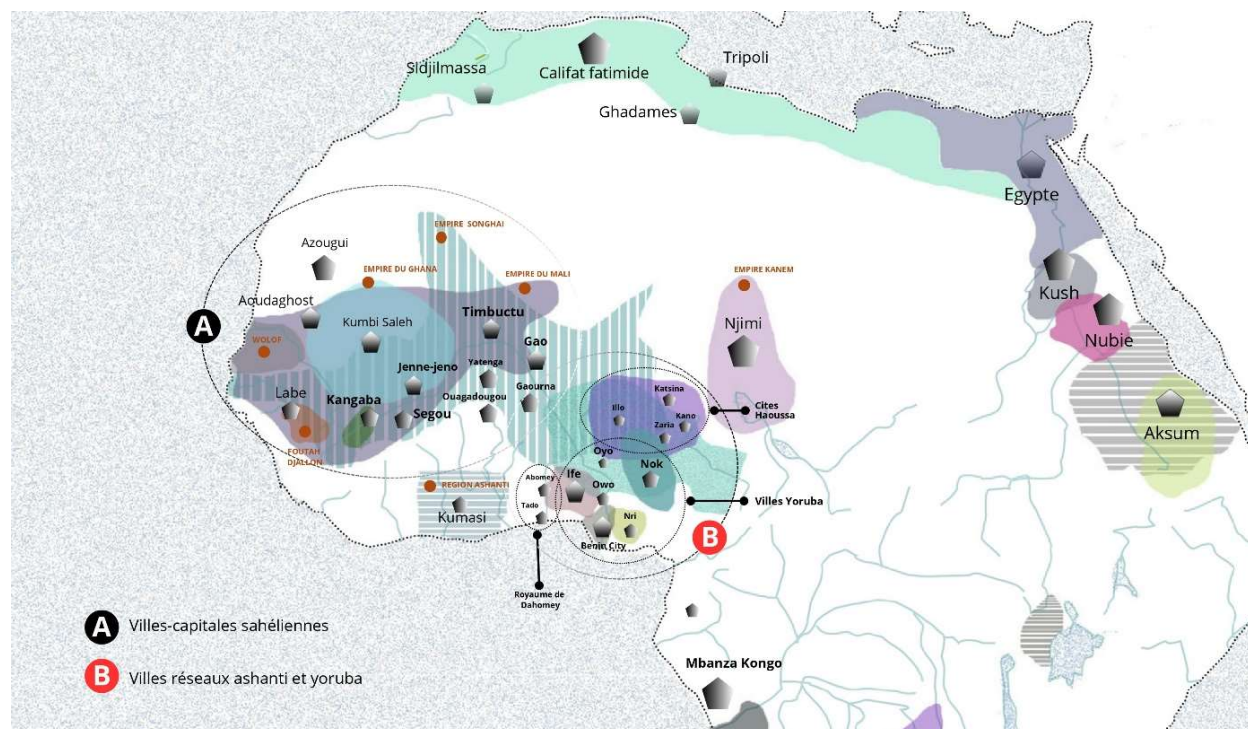 Sidjilmassa
Califat fatimide
Tripoli
Ghadames
Egypte
EMPIRE SONGHAI
Azougui
EMPIRE DU GHANA
EMPIRE DU MALI
EMPIRE KANEM
Kush
Aoudaghost
Kumbi Saleh
Timbuctu
Njimi
Nubie
A
WOLOF
Gao
Jenne-jeno
Yatenga
Labe
Kangaba
Segou
Ouagadougou
Gaourna
Katsina
Illo
Kano
Zaria
Cites
Haoussa
Aksum
FOUTAH
DJALLON
Oyo
Nok
REGION ASHANTI
Kumasi
Abomey
Tado
Ife
Owo
Nri
Benin City
Villes Yoruba
B
Royaume de
Dahomey
A Villes-capitales sahéliennes
B Villes réseaux ashanti et yoruba
Mbanza Kongo